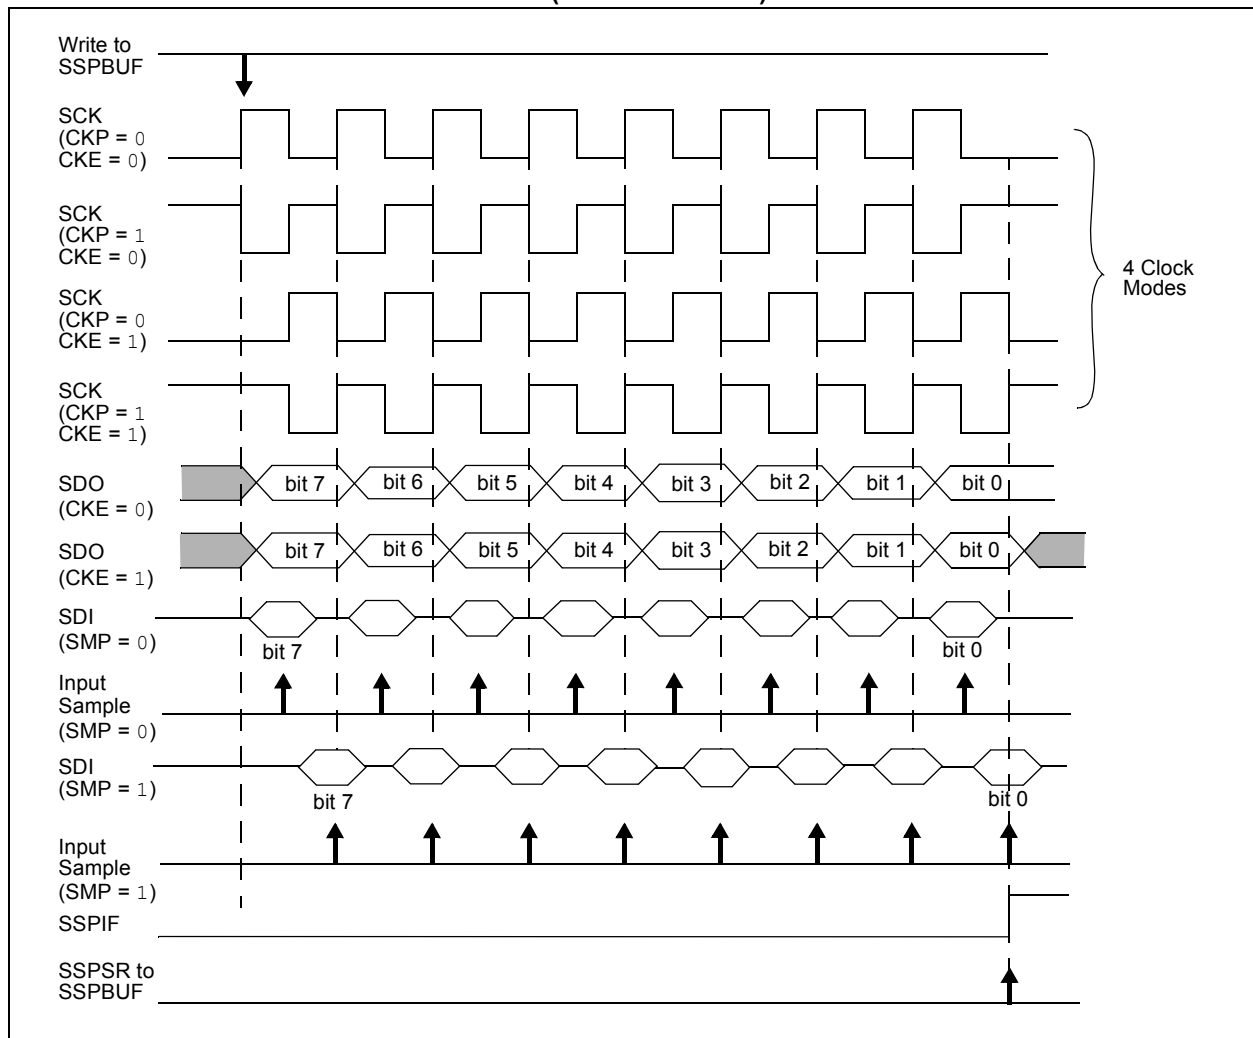 Write to
SSPBUF
SCK
(CKP = 0
CKE = 0)
SCK
(CKP = 1
CKE = 0)
SCK
(CKP = 0
CKE = 1)
SCK
(CKP = 1
CKE = 1)
4 Clock
Modes
SDO
(CKE = 0)
bit 7 bit 6 bit 5 bit 4 bit 3 bit 2 bit 1 bit 0
SDO
(CKE = 1)
bit 7 bit 6 bit 5 bit 4 bit 3 bit 2 bit 1 bit 0
SDI
(SMP = 0)
bit 7 bit 0
Input
Sample
(SMP = 0)
SDI
(SMP = 1)
bit 7 bit 0
Input
Sample
(SMP = 1)
SSPIF
SSPSR to
SSPBUF